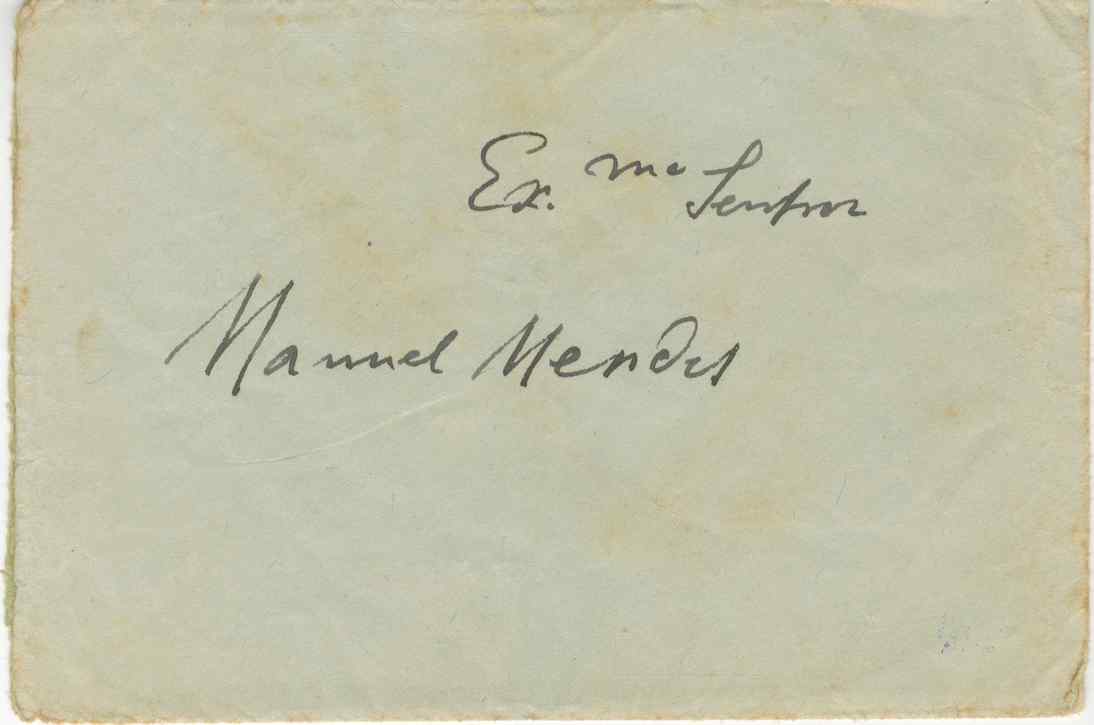 Ex. mo Senhor
Manuel Mendes